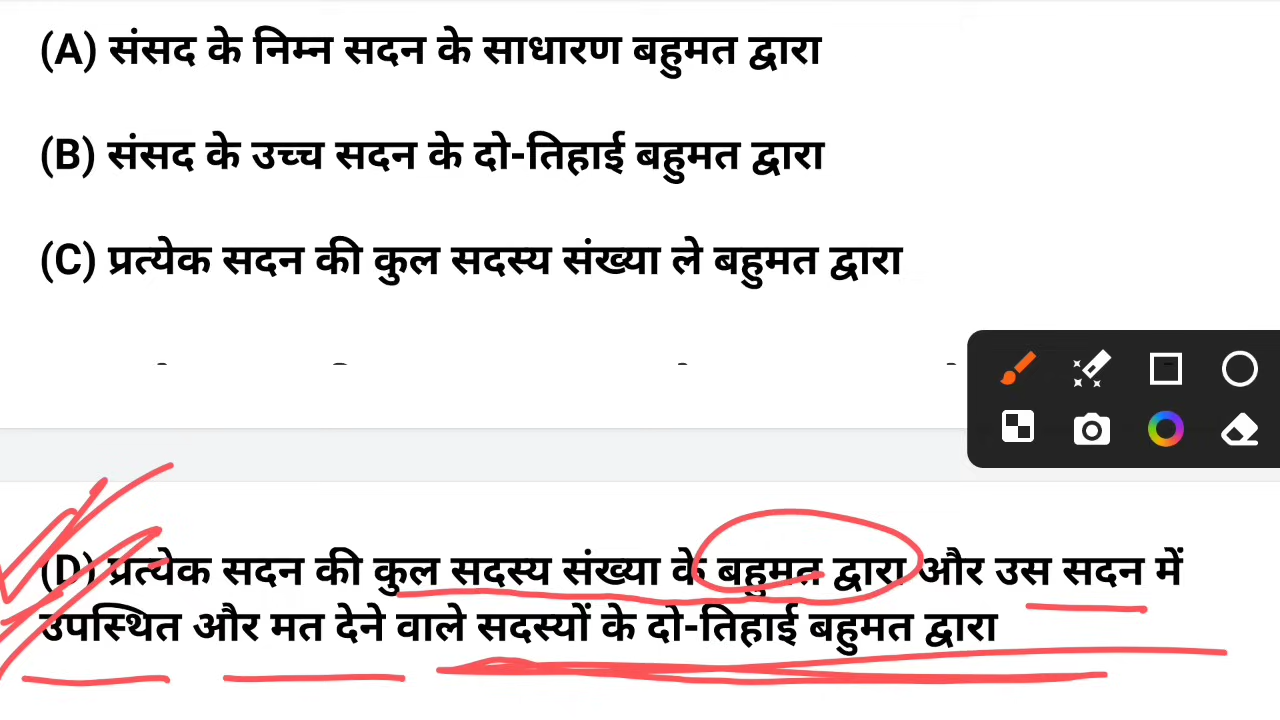 (A) संसद के निम्न सदन के साधारण बहुमत द्वारा
(B) संसद के उच्च सदन के दो-तिहाई बहुमत द्वारा
(C) प्रत्येक सदन की कुल सदस्य संख्या ले बहुमत द्वारा
(D) प्रत्येक सदन की कुल सदस्य संख्या के बहुमत द्वारा और उस सदन में
उपस्थित और मत देने वाले सदस्यों के दो-तिहाई बहुमत द्वारा